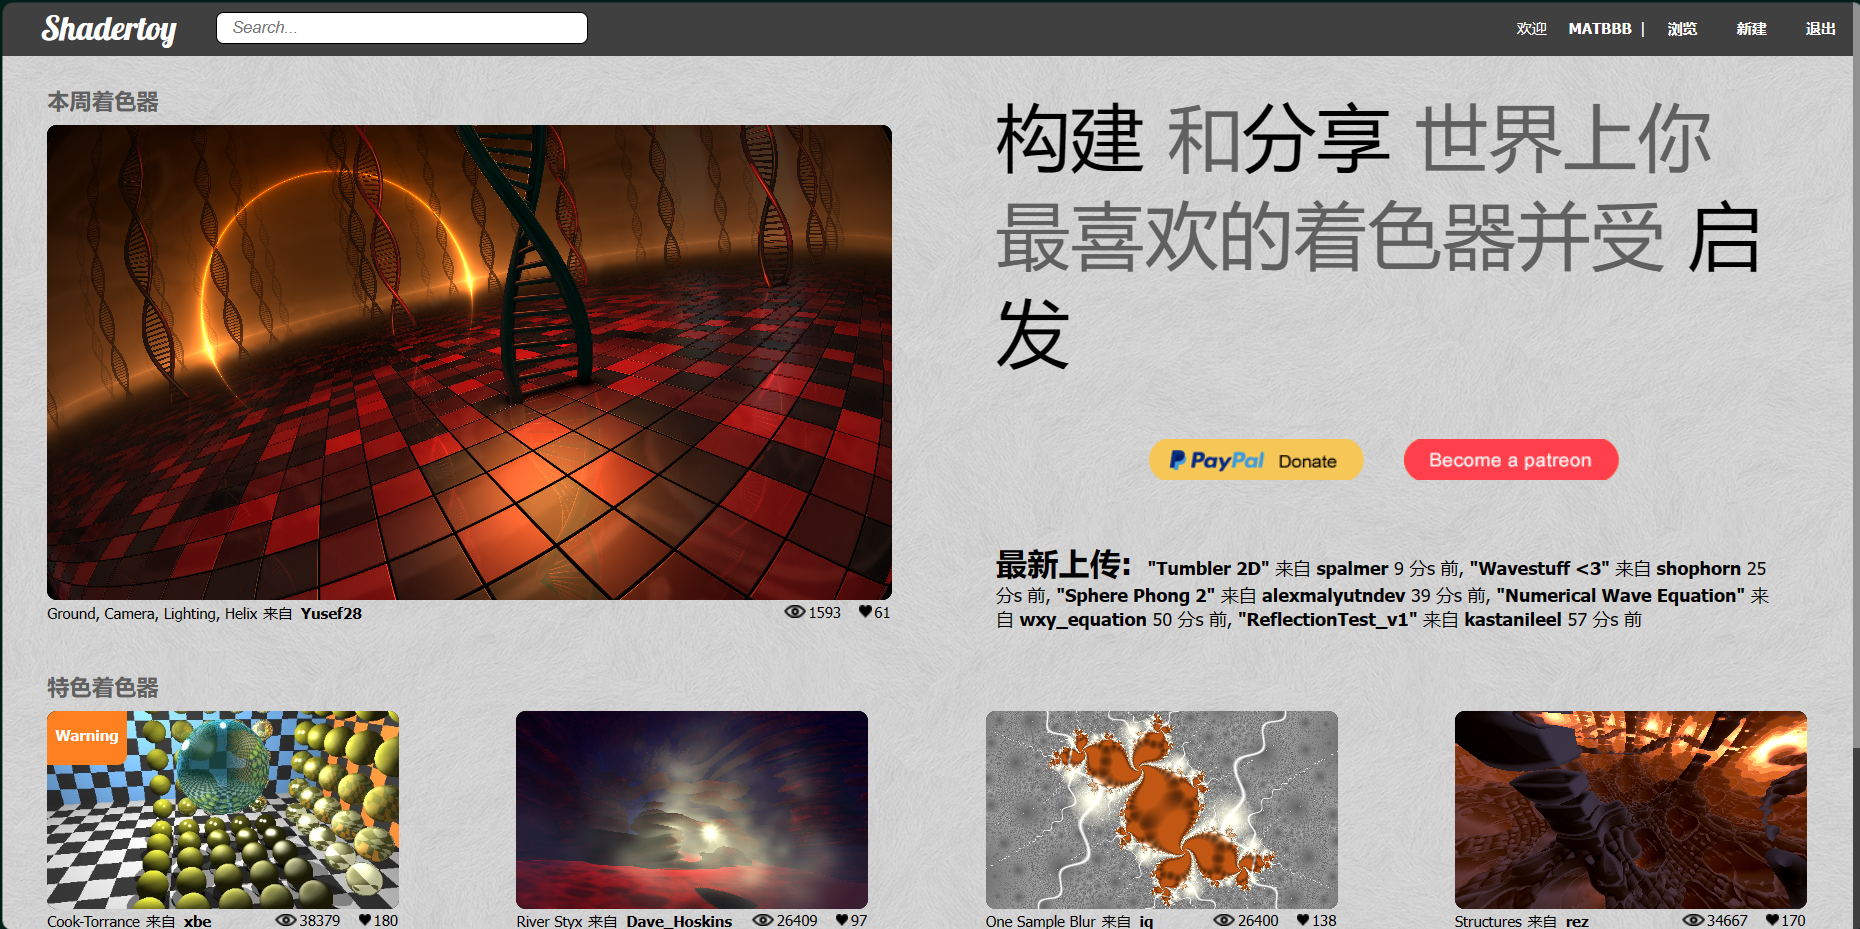 Shadertoy
Search...
欢迎 MATBBB | 浏览 新建 退出
本周着色器
Ground, Camera, Lighting, Helix 来自 Yusef28
1593 61
构建 和分享 世界上你
最喜欢的着色器并受 启
发
PayPal Donate
Become a patreon
最新上传: "Tumbler 2D" 来自 spalmer 9 分s 前, "Wavestuff <3" 来自 shophorn 25
分s 前, "Sphere Phong 2" 来自 alexmalyutndev 39 分s 前, "Numerical Wave Equation" 来
自 wxy_equation 50 分s 前, "ReflectionTest_v1" 来自 kastanileel 57 分s 前
特色着色器
Warning
Cook-Torrance 来自 xbe 38379 180
River Styx 来自 Dave_Hoskins 26409 97
One Sample Blur 来自 iq 26400 138
Structures 来自 rez 34667 170